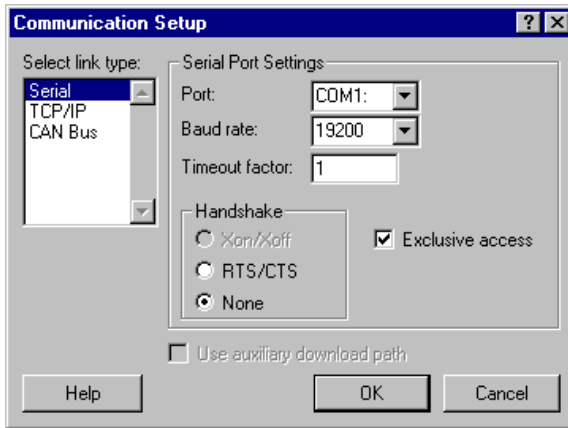 Communication Setup
Select link type:
Serial
TCP/IP
CAN Bus
Serial Port Settings
Port: COM1:
Baud rate: 19200
Timeout factor: 1
Handshake
Xon/Xoff
RTS/CTS
None
Exclusive access
Use auxiliary download path
Help OK Cancel